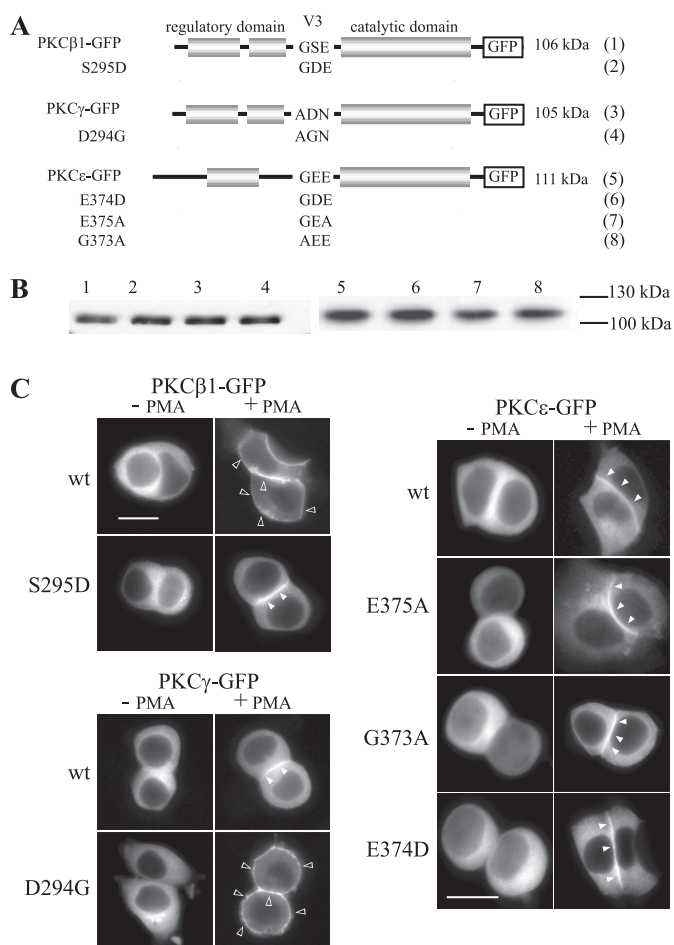 A
regulatory domain V3 catalytic domain
PKCβ1-GFP GSE GFP 106 kDa (1)
S295D GDE (2)
PKCγ-GFP ADN GFP 105 kDa (3)
D294G AGN (4)
PKCε-GFP GEE GFP 111 kDa (5)
E374D GDE (6)
E375A GEA (7)
G373A AEE (8)
B
1 2 3 4 5 6 7 8
130 kDa
100 kDa
C
PKCβ1-GFP
- PMA + PMA
wt
S295D
PKCγ-GFP
- PMA + PMA
wt
D294G
PKCε-GFP
- PMA + PMA
wt
E375A
G373A
E374D